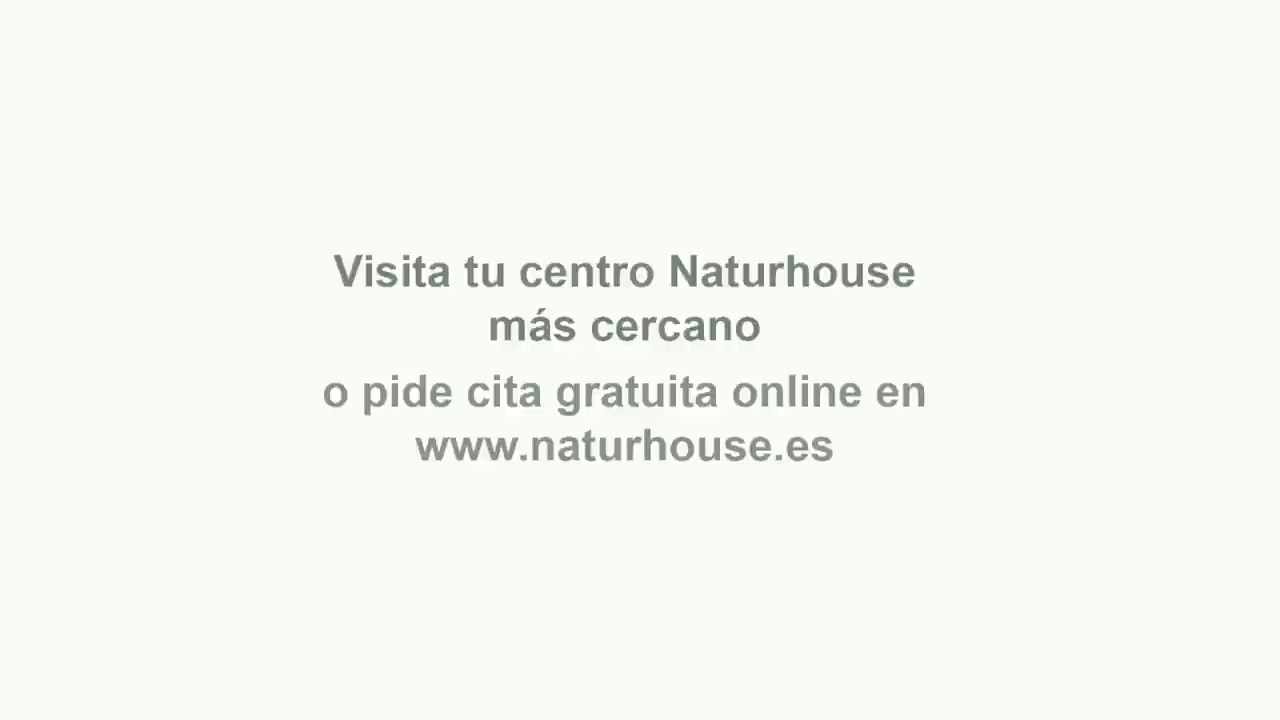 Visita tu centro Naturhouse
más cercano
o pide cita gratuita online en
www.naturhouse.es